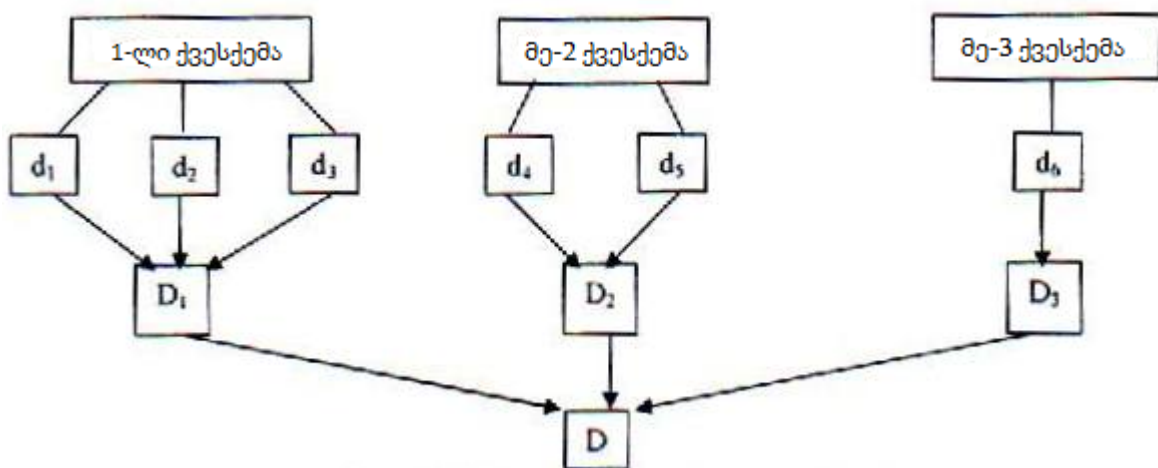 1-ლი ქვესქემა
მე-2 ქვესქემა
მე-3 ქვესქემა
d₁
d₂
d₃
d₄
d₅
d₆
D₁
D₂
D₃
D